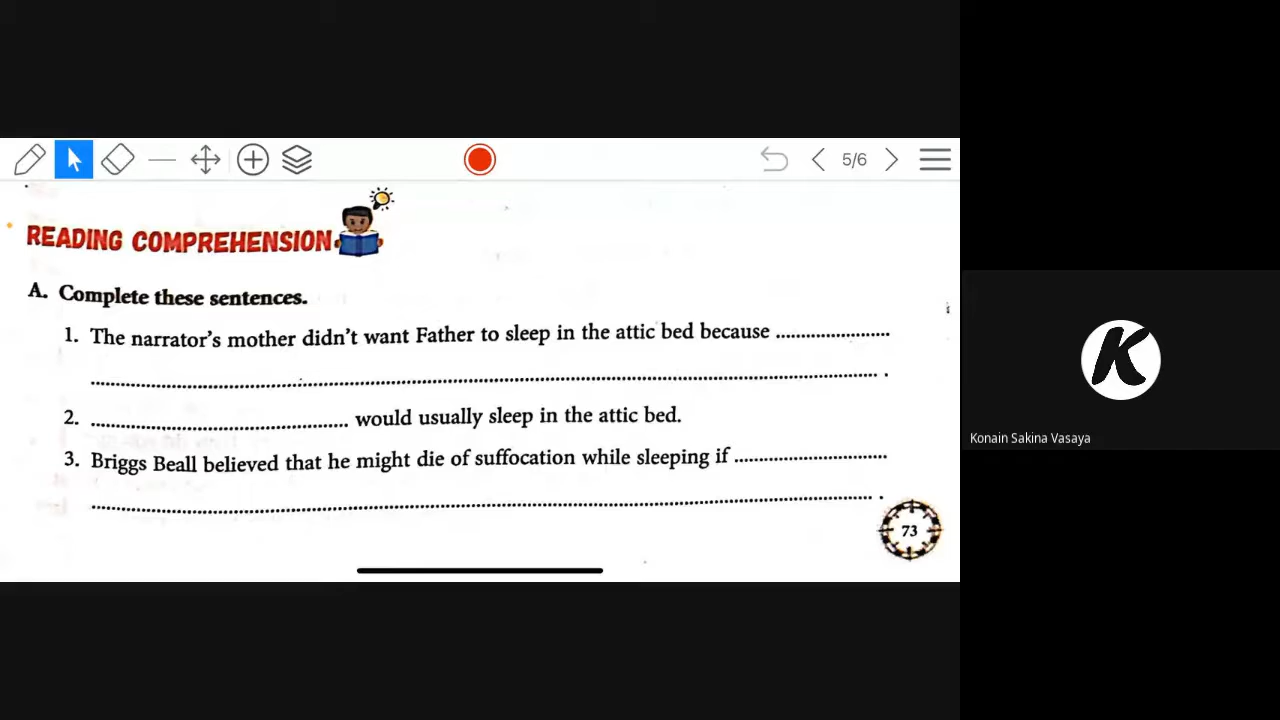 5/6
READING COMPREHENSION
A. Complete these sentences.
1. The narrator's mother didn't want Father to sleep in the attic bed because ......................
.................................................................................................................. .
2. ........................................ would usually sleep in the attic bed.
3. Briggs Beall believed that he might die of suffocation while sleeping if ..........................
.................................................................................................................. .
73
K
Konain Sakina Vasaya